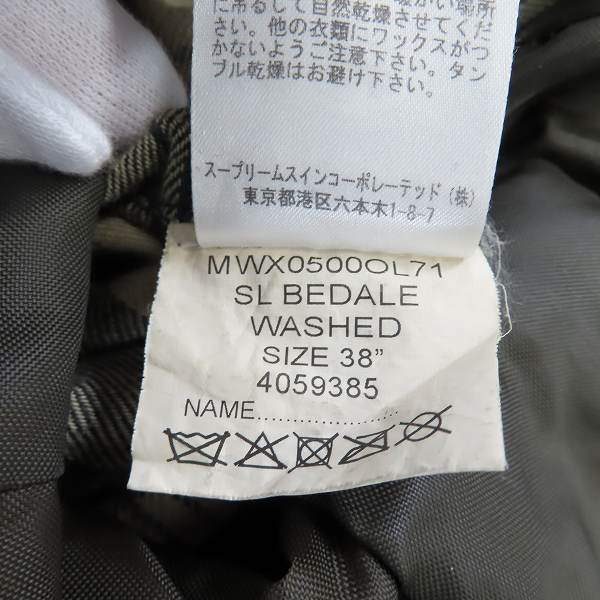 に吊るして自然乾燥させてくだ
さい。他の衣類にワックスがつ
かないようご注意下さい。タン
ブル乾燥はお避け下さい。
スープリームスインコーポレーテッド（株）
東京都港区六本木1-8-7
MWX0500OL71
SL BEDALE
WASHED
SIZE 38”
4059385
NAME..............................